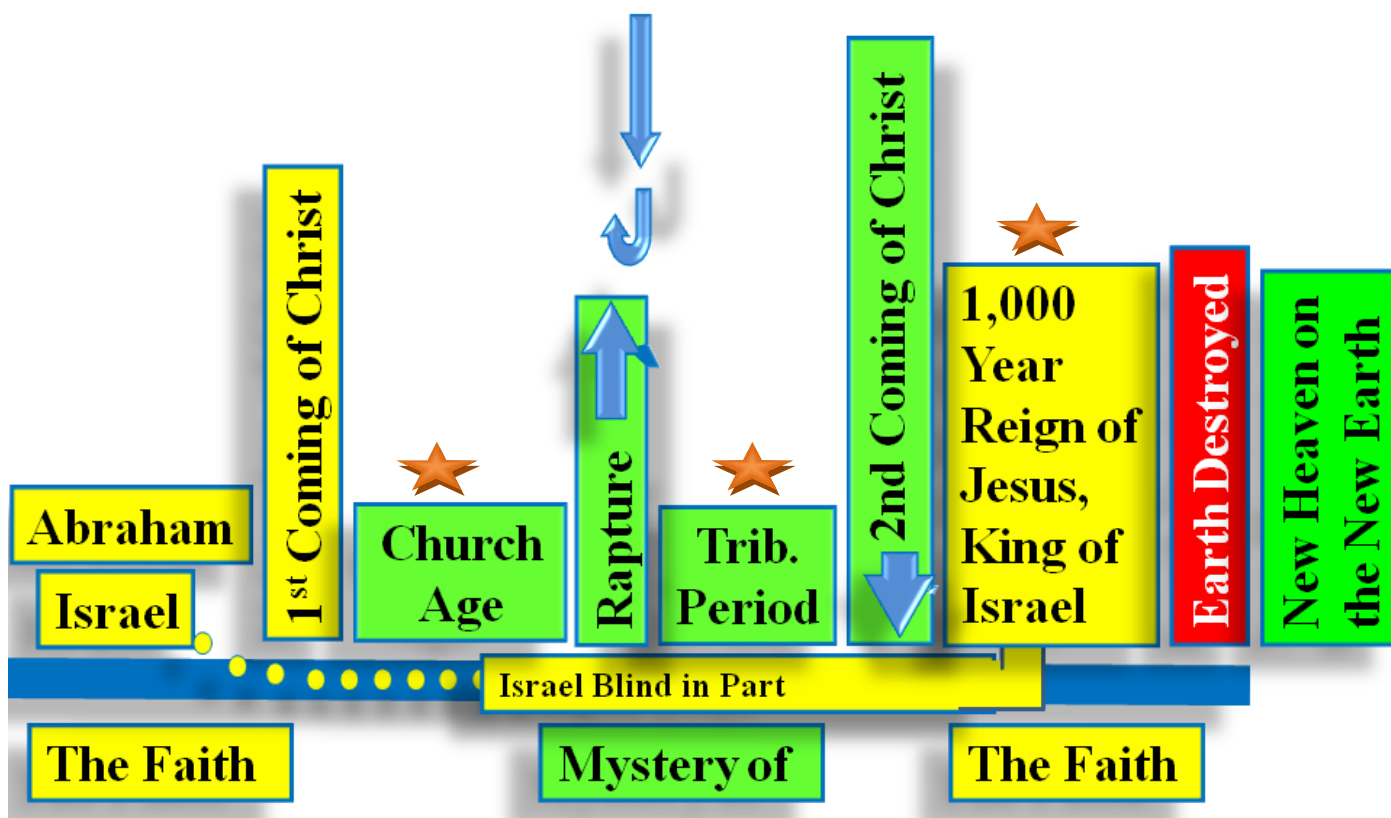 Abraham
Israel
1st Coming of Christ
Church
Age
Rapture
Trib.
Period
2nd Coming of Christ
1,000
Year
Reign of
Jesus,
King of
Israel
Earth Destroyed
New Heaven on
the New Earth
Israel Blind in Part
The Faith
Mystery of
The Faith